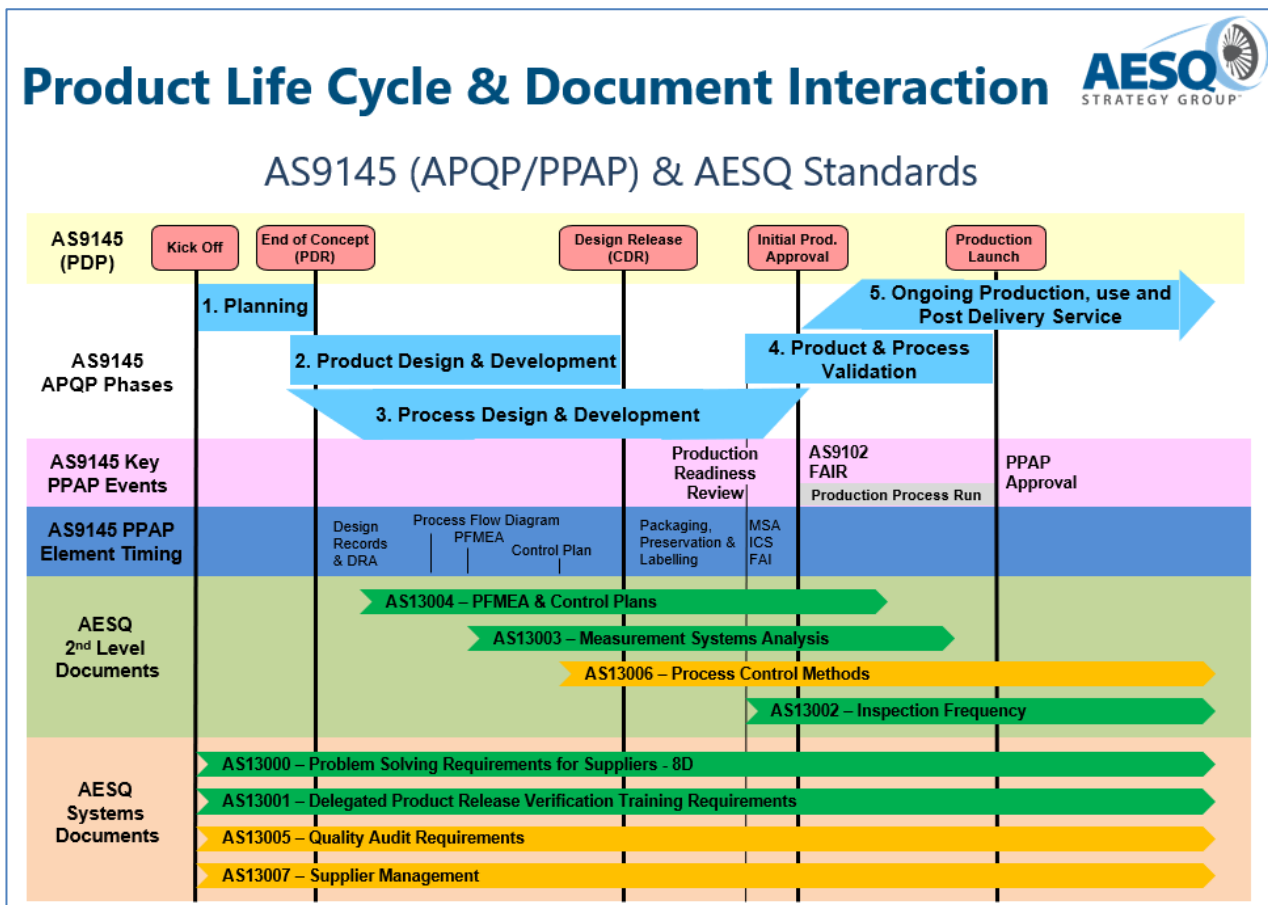 Product Life Cycle & Document Interaction
AESQ
STRATEGY GROUP
AS9145 (APQP/PPAP) & AESQ Standards
AS9145
(PDP)
Kick Off
End of Concept
(PDR)
Design Release
(CDR)
Initial Prod.
Approval
Production
Launch
AS9145
APQP Phases
1. Planning
2. Product Design & Development
3. Process Design & Development
4. Product & Process
Validation
5. Ongoing Production, use and
Post Delivery Service
AS9145 Key
PPAP Events
Production
Readiness
Review
AS9102
FAIR
Production Process Run
PPAP
Approval
AS9145 PPAP
Element Timing
Design
Records
& DRA
Process Flow Diagram
PFMEA
Control Plan
Packaging,
Preservation &
Labelling
MSA
ICS
FAI
AESQ
2nd Level
Documents
AS13004 – PFMEA & Control Plans
AS13003 – Measurement Systems Analysis
AS13006 – Process Control Methods
AS13002 – Inspection Frequency
AESQ
Systems
Documents
AS13000 – Problem Solving Requirements for Suppliers - 8D
AS13001 – Delegated Product Release Verification Training Requirements
AS13005 – Quality Audit Requirements
AS13007 – Supplier Management